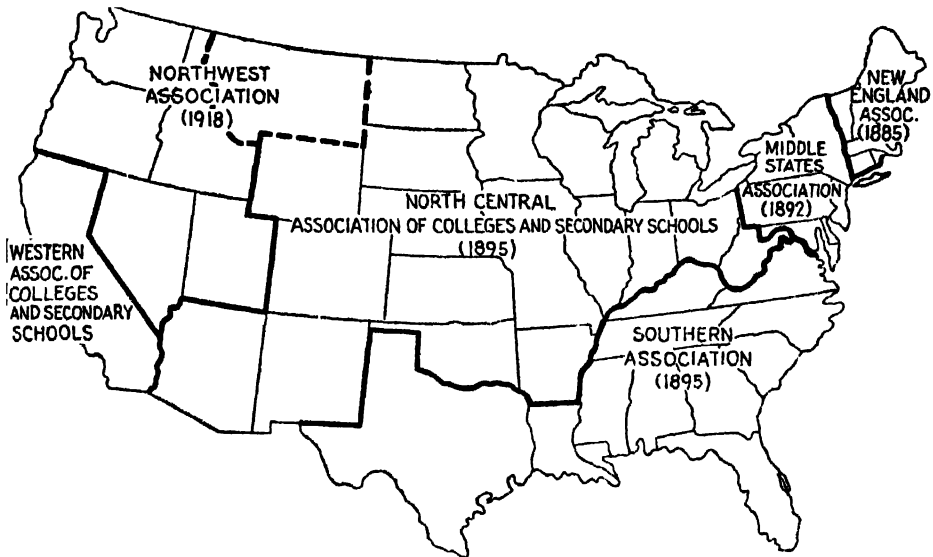 NORTHWEST
ASSOCIATION
(1918)
NEW
ENGLAND
ASSOC.
(1885)
MIDDLE
STATES
ASSOCIATION
(1892)
NORTH CENTRAL
ASSOCIATION OF COLLEGES AND SECONDARY SCHOOLS
(1895)
WESTERN
ASSOC. OF
COLLEGES
AND SECONDARY
SCHOOLS
SOUTHERN
ASSOCIATION
(1895)